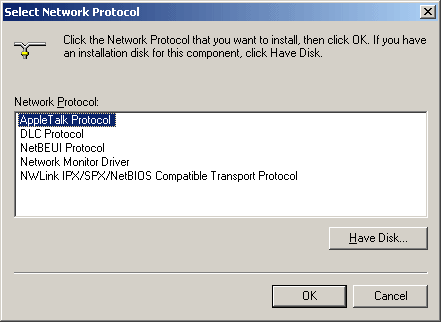 Select Network Protocol
Click the Network Protocol that you want to install, then click OK. If you have
an installation disk for this component, click Have Disk.
Network Protocol:
AppleTalk Protocol
DLC Protocol
NetBEUI Protocol
Network Monitor Driver
NWLink IPX/SPX/NetBIOS Compatible Transport Protocol
Have Disk...
OK
Cancel